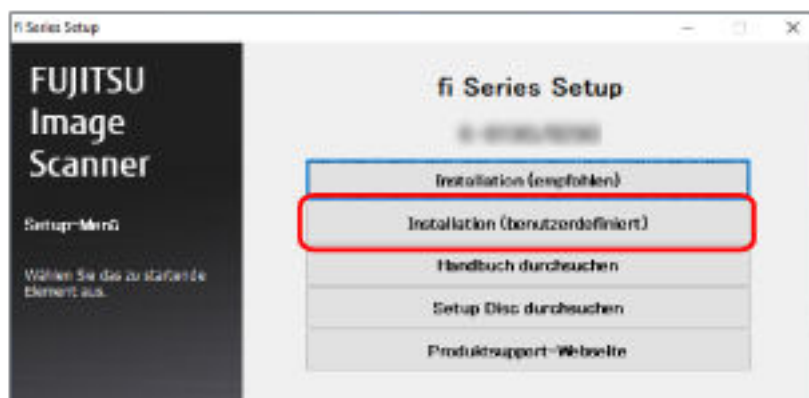 fi Series Setup
FUJITSU
Image
Scanner
Setup-Menü
Wählen Sie das zu startende
Element aus.
fi Series Setup
Installation (empfohlen)
Installation (benutzerdefiniert)
Handbuch durchsuchen
Setup Disc durchsuchen
Produktsupport-Webseite